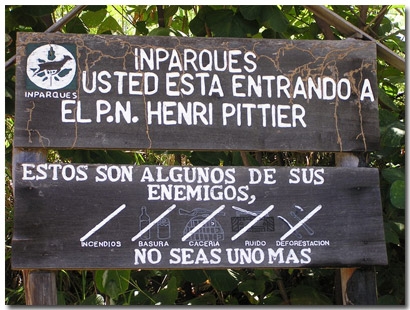 INPARQUES
INPARQUES
USTED ESTA ENTRANDO A
EL P.N. HENRI PITTIER
ESTOS SON ALGUNOS DE SUS
ENEMIGOS,
INCENDIOS BASURA CACERIA RUIDO DEFORESTACION
NO SEAS UNO MAS